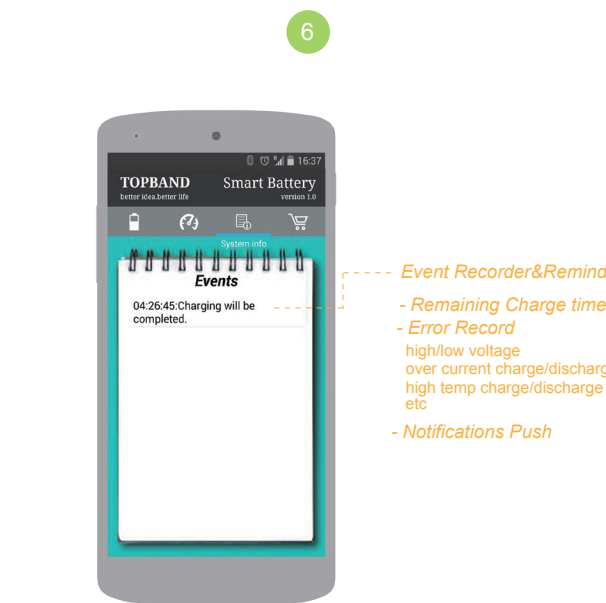 6
16:37
TOPBAND
better idea.better life
Smart Battery
version 1.0
System info
Events
04:26:45:Charging will be
completed.
Event Recorder&Remind
- Remaining Charge time
- Error Record
high/low voltage
over current charge/discharg
high temp charge/discharge
etc
- Notifications Push